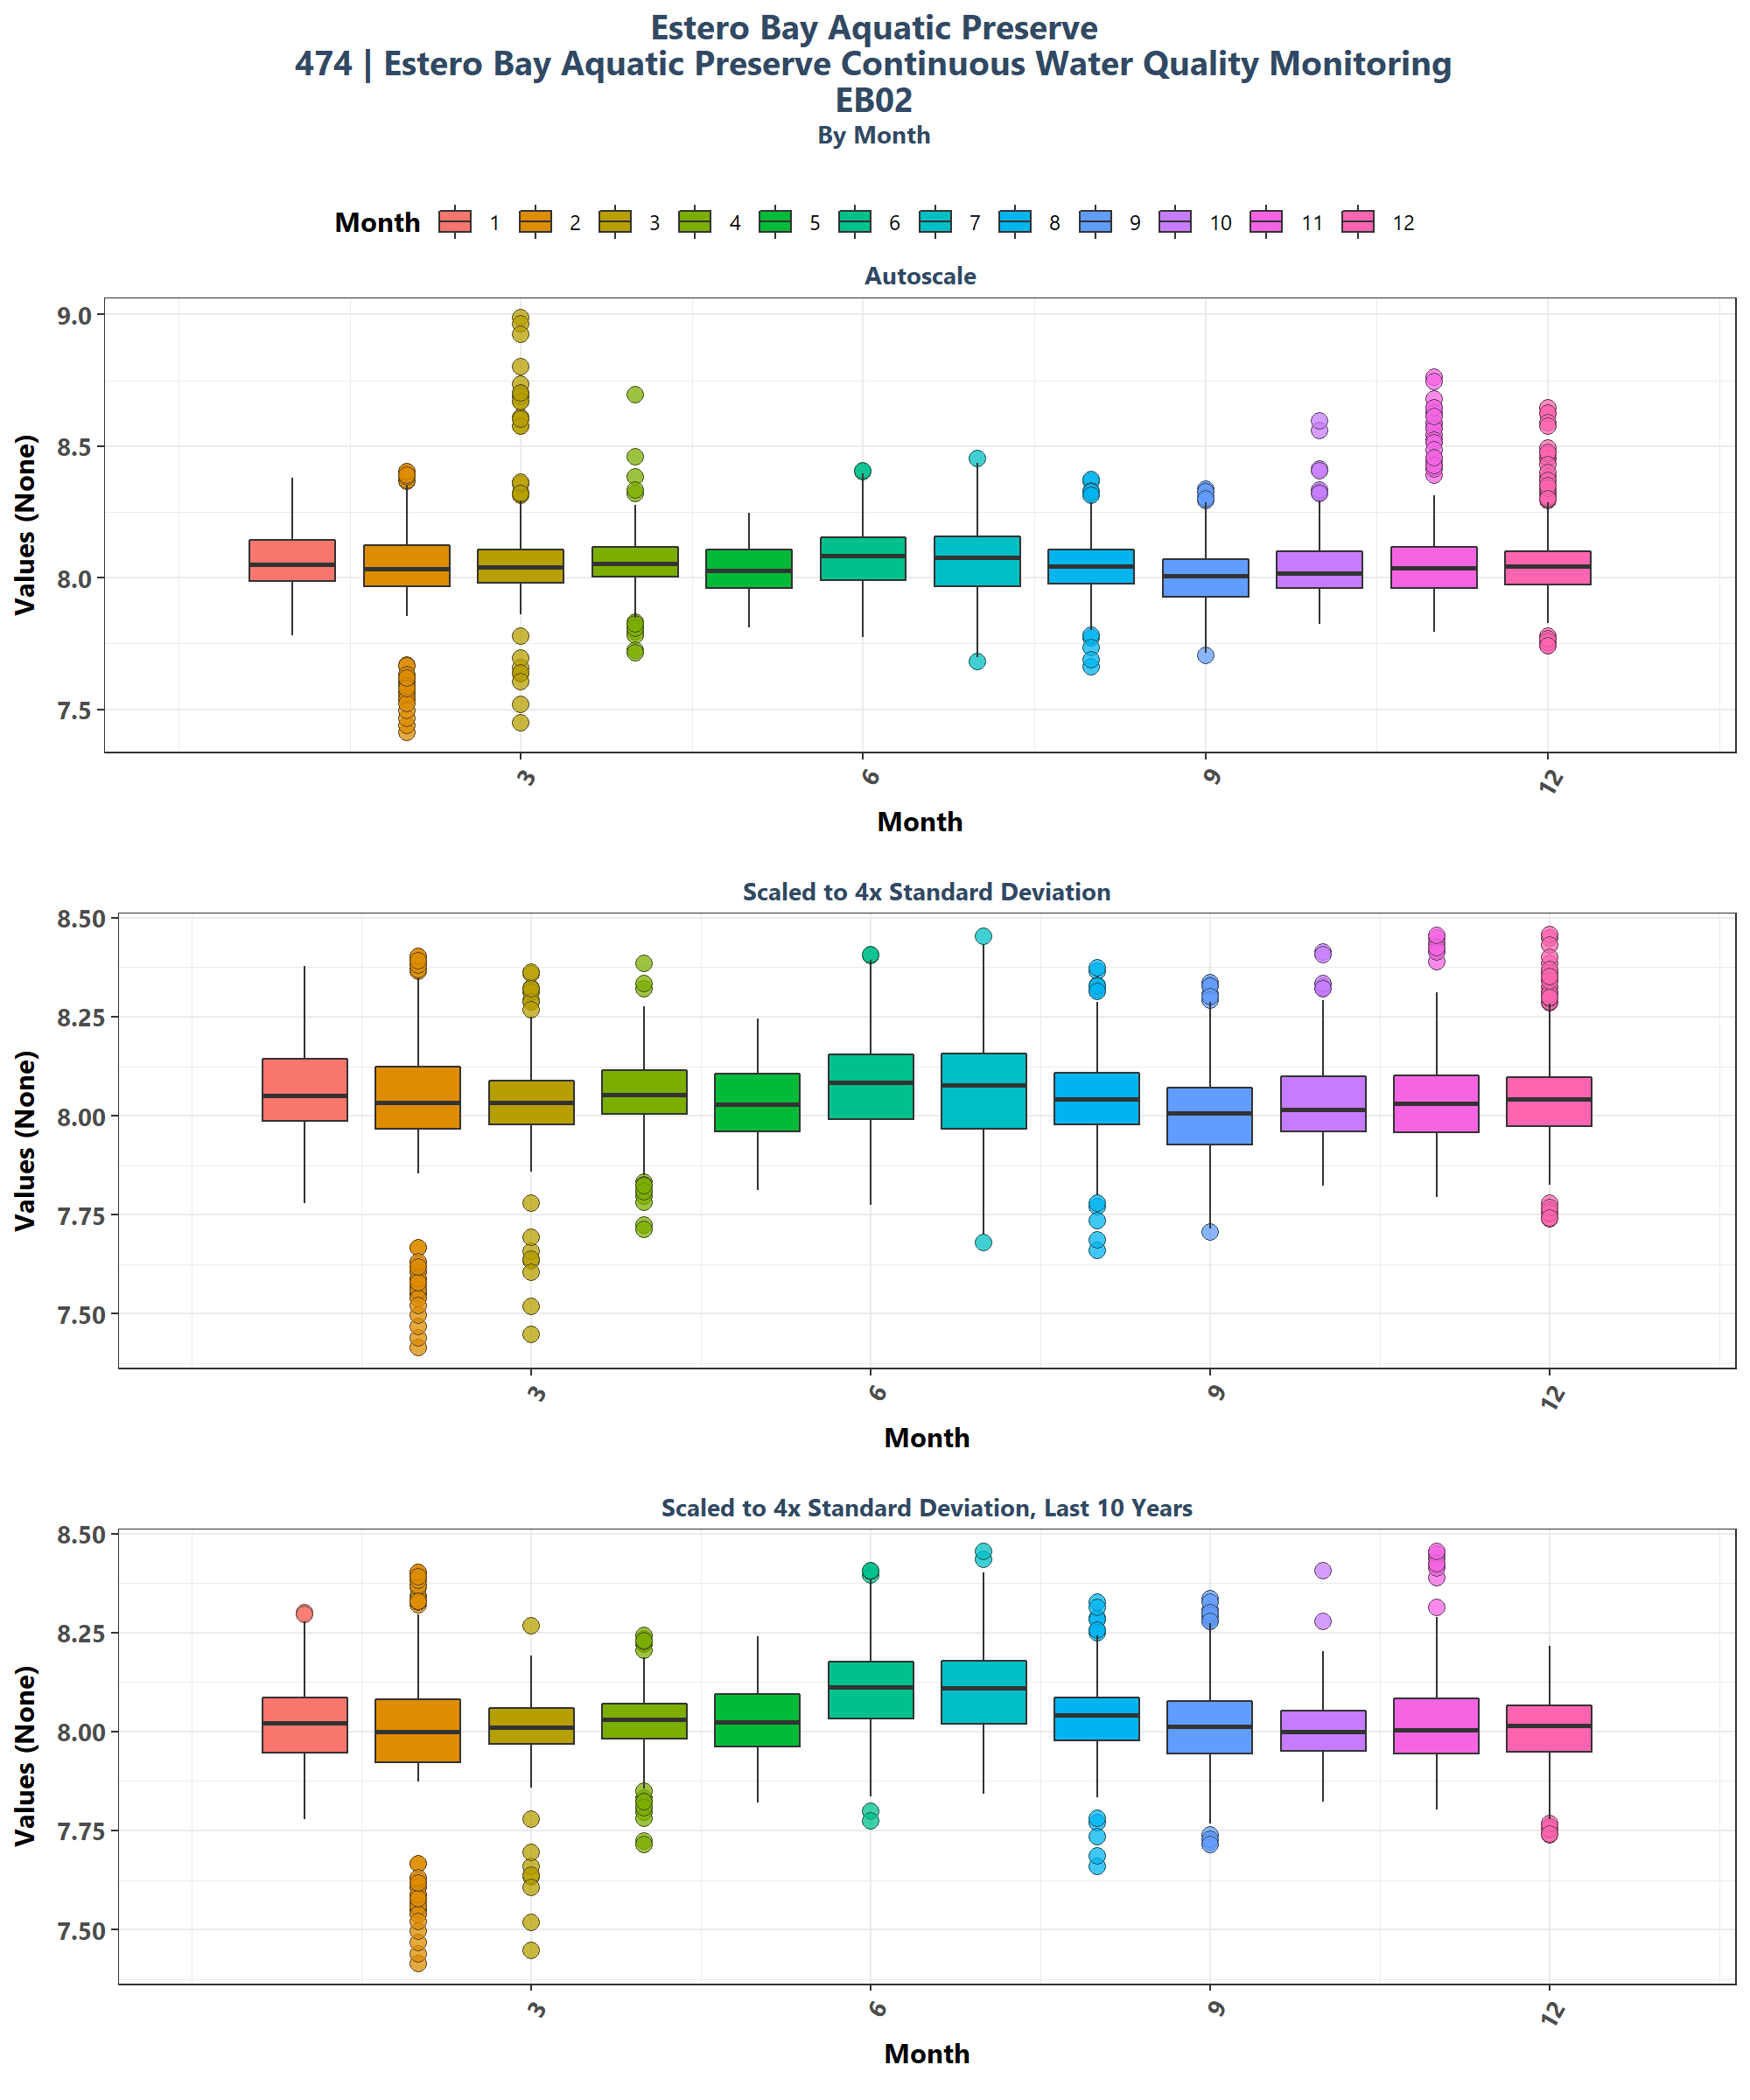 Estero Bay Aquatic Preserve
474 | Estero Bay Aquatic Preserve Continuous Water Quality Monitoring
EB02
By Month
Month 1 2 3 4 5 6 7 8 9 10 11 12
Autoscale
Values (None)
9.0
8.5
8.0
7.5
3 6 9 12
Month
Scaled to 4x Standard Deviation
Values (None)
8.50
8.25
8.00
7.75
7.50
3 6 9 12
Month
Scaled to 4x Standard Deviation, Last 10 Years
Values (None)
8.50
8.25
8.00
7.75
7.50
3 6 9 12
Month